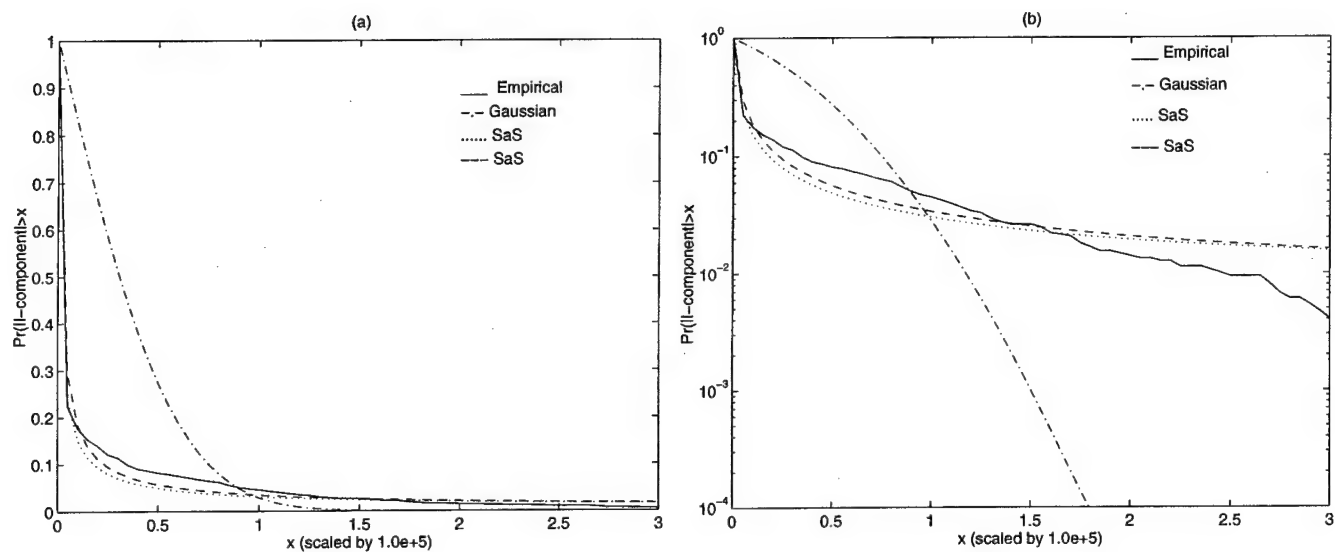 (a)
1
0.9
0.8
0.7
0.6
0.5
0.4
0.3
0.2
0.1
0
Pr(|I-component|>x
Empirical
Gaussian
SaS
SaS
0 0.5 1 1.5 2 2.5 3
x (scaled by 1.0e+5)
(b)
10^0
10^-1
10^-2
10^-3
10^-4
Pr(|I-component|>x
Empirical
Gaussian
SaS
SaS
0 0.5 1 1.5 2 2.5 3
x (scaled by 1.0e+5)